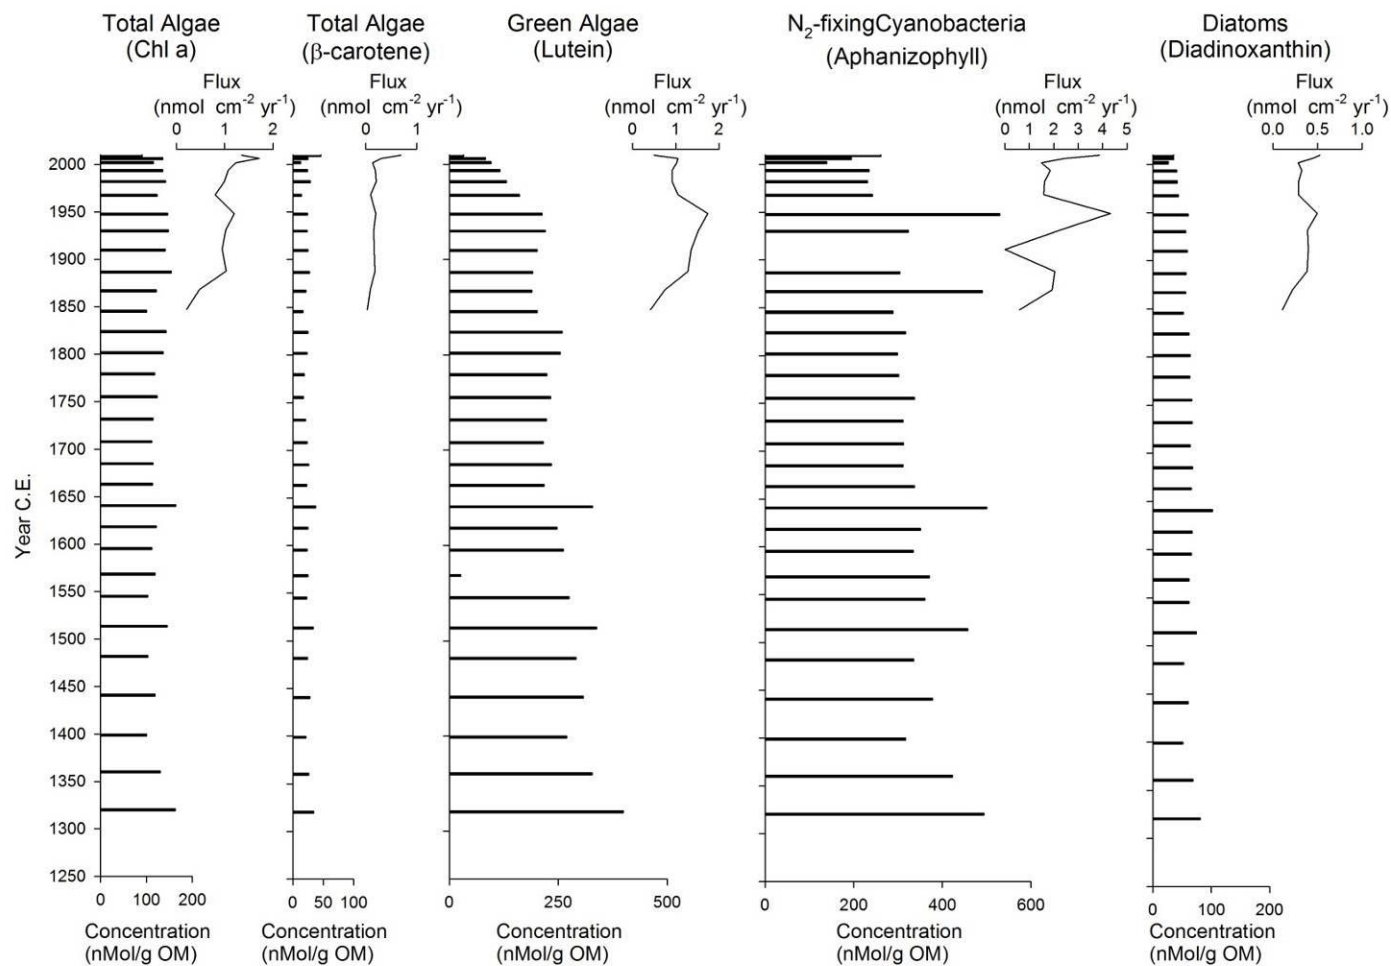 Total Algae
(Chl a)
Flux
(nmol cm-2 yr-1)
0 1 2
Total Algae
(β-carotene)
Flux
(nmol cm-2 yr-1)
0 1
Green Algae
(Lutein)
Flux
(nmol cm-2 yr-1)
0 1 2
N2-fixingCyanobacteria
(Aphanizophyll)
Flux
(nmol cm-2 yr-1)
0 1 2 3 4 5
Diatoms
(Diadinoxanthin)
Flux
(nmol cm-2 yr-1)
0.0 0.5 1.0
Year C.E.
2000
1950
1900
1850
1800
1750
1700
1650
1600
1550
1500
1450
1400
1350
1300
1250
0 100 200
Concentration
(nMol/g OM)
0 50 100
Concentration
(nMol/g OM)
0 250 500
Concentration
(nMol/g OM)
0 200 400 600
Concentration
(nMol/g OM)
0 100 200
Concentration
(nMol/g OM)